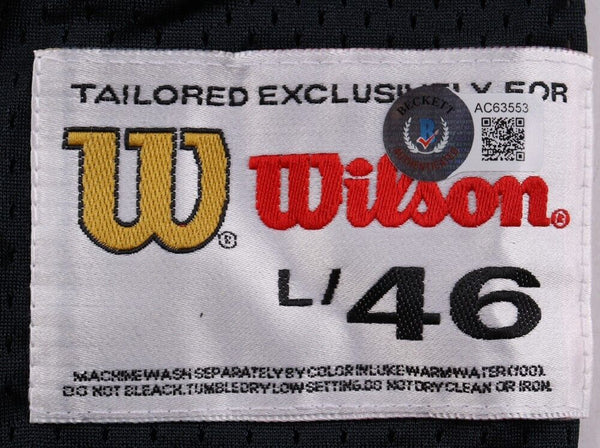 TAILORED EXCLUSIVELY FOR
BECKETT
B
AC63553
W®
Wilson®
L/46
MACHINE WASH SEPARATELY BY COLOR IN LUKE WARM WATER (100).
DO NOT BLEACH. TUMBLE DRY LOW SETTING. DO NOT DRY CLEAN OR IRON.